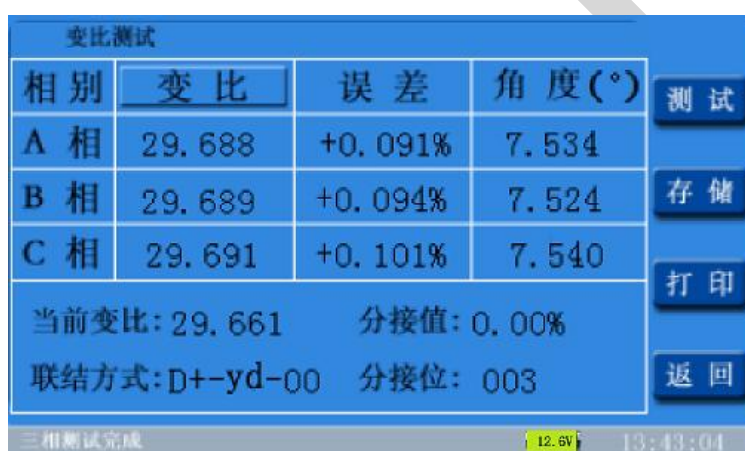 变比测试
相别 变比 误差 角度(°)
测试
A 相 29.688 +0.091% 7.534
B 相 29.689 +0.094% 7.524
存储
C 相 29.691 +0.101% 7.540
打印
当前变比:29.661 分接值:0.00%
联结方式:D+-yd-00 分接位: 003
返回
三相测试完成 12.6V 13:43:04